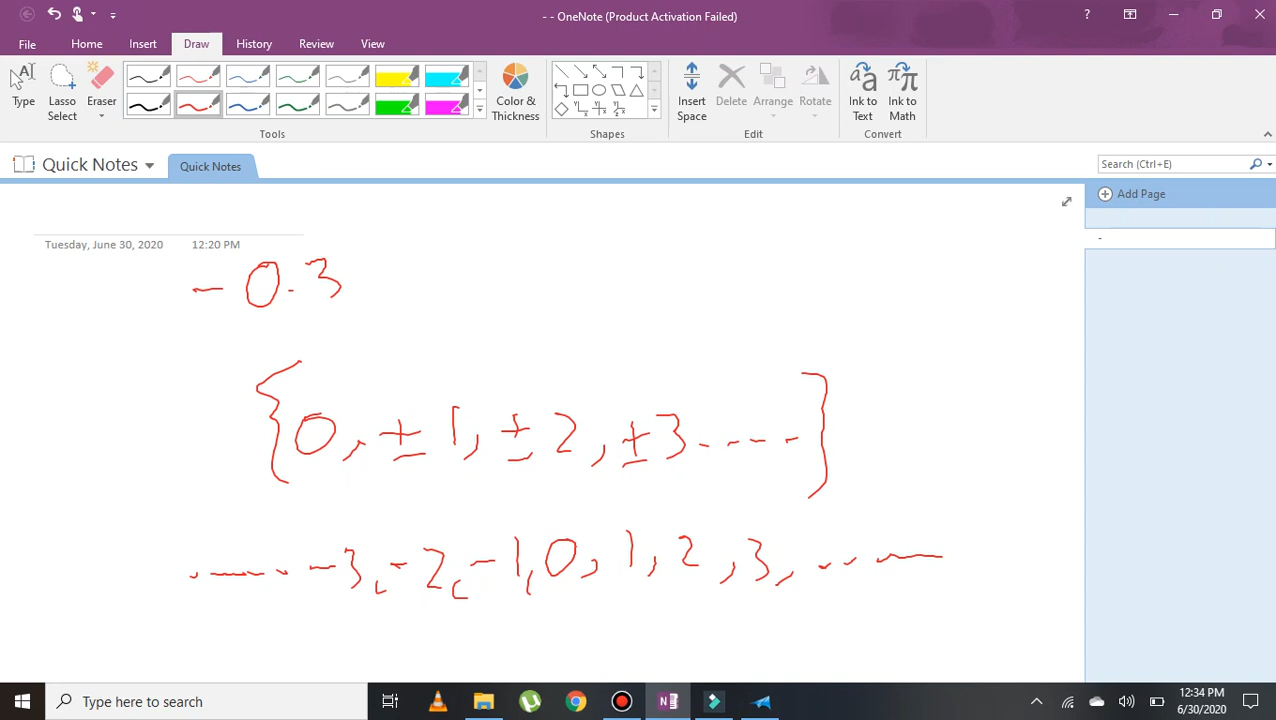 - - OneNote (Product Activation Failed)
File Home Insert Draw History Review View
Type Lasso Select Eraser Color & Thickness Insert Space Delete Arrange Rotate Ink to Text Ink to Math
Tools Shapes Edit Convert
Quick Notes Quick Notes Search (Ctrl+E)
Add Page
-
Tuesday, June 30, 2020 12:20 PM
- 0.3
{0, ± 1, ± 2, ± 3 ....}
..... -3, -2, -1, 0, 1, 2, 3, .....
Type here to search
12:34 PM
6/30/2020